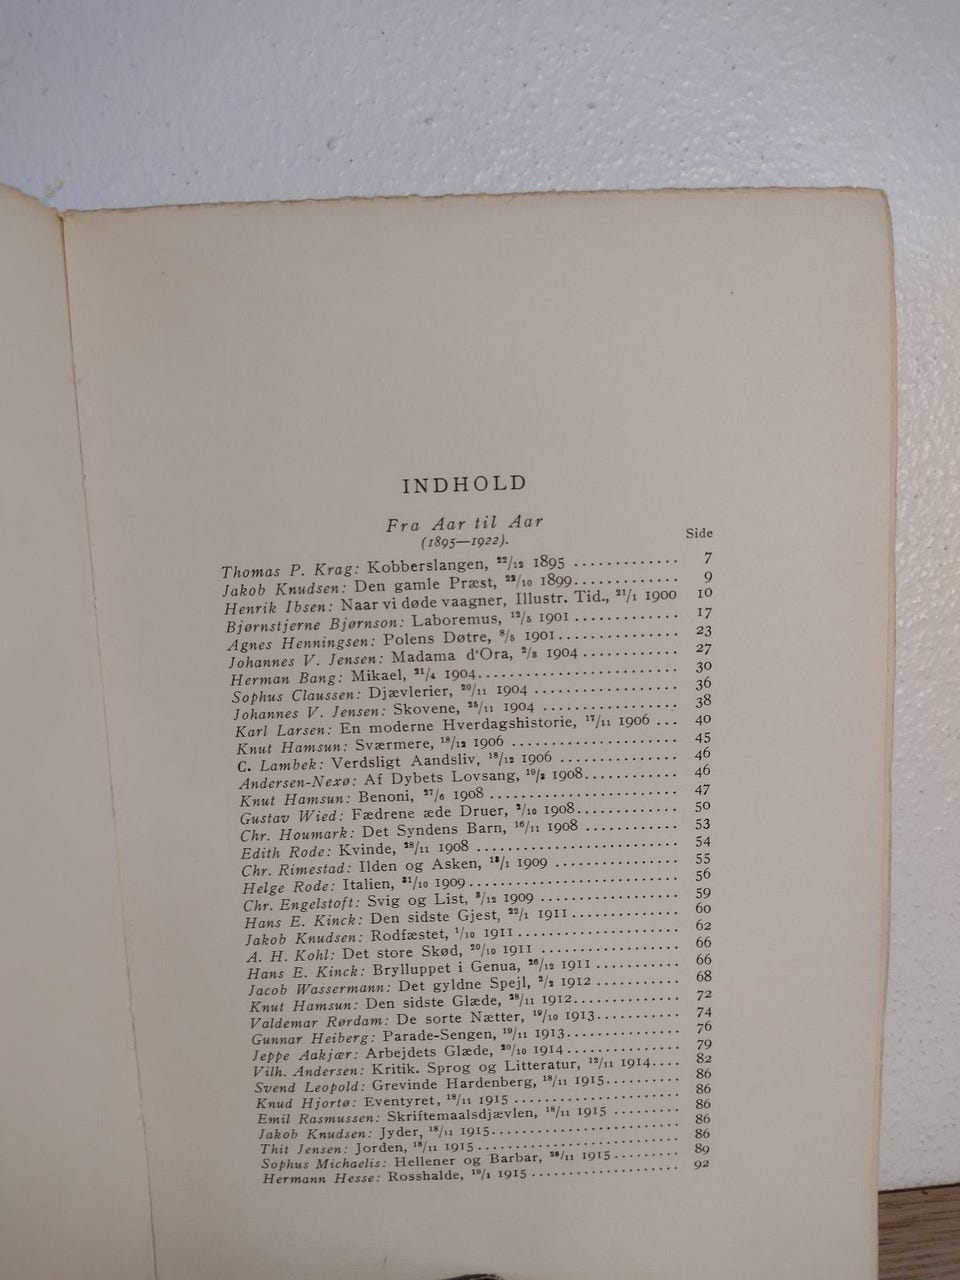 INDHOLD
Fra Aar til Aar
(1895—1922).
Side
Thomas P. Krag: Kobberslangen, 22/12 1895 ............. 7
Jakob Knudsen: Den gamle Præst, 22/10 1899............. 9
Henrik Ibsen: Naar vi døde vaagner, Illustr. Tid., 21/1 1900 10
Bjørnstjerne Bjørnson: Laboremus, 12/5 1901 ............. 17
Agnes Henningsen: Polens Døtre, 8/5 1901............... 23
Johannes V. Jensen: Madama d'Ora, 2/3 1904 ............ 27
Herman Bang: Mikael, 21/4 1904......................... 30
Sophus Claussen: Djævlerier, 20/11 1904 .................. 36
Johannes V. Jensen: Skovene, 25/11 1904 ................. 38
Karl Larsen: En moderne Hverdagshistorie, 17/11 1906 ... 40
Knut Hamsun: Sværmere, 18/12 1906 ..................... 45
C. Lambek: Verdsligt Aandsliv, 18/12 1906 ................ 46
Andersen-Nexø: Af Dybets Lovsang, 19/2 1908............ 46
Knut Hamsun: Benoni, 27/6 1908 ........................ 47
Gustav Wied: Fædrene æde Druer, 2/10 1908............. 50
Chr. Houmark: Det Syndens Barn, 16/11 1908 ............ 53
Edith Rode: Kvinde, 28/11 1908 .......................... 54
Chr. Rimestad: Ilden og Asken, 12/1 1909 ................ 55
Helge Rode: Italien, 21/10 1909........................... 56
Chr. Engelstoft: Svig og List, 8/12 1909 .................. 59
Hans E. Kinck: Den sidste Gjest, 22/1 1911.............. 60
Jakob Knudsen: Rodfæstet, 1/10 1911..................... 62
A. H. Kohl: Det store Skød, 20/10 1911 .................. 66
Hans E. Kinck: Brylluppet i Genua, 26/12 1911 ........... 66
Jacob Wassermann: Det gyldne Spejl, 2/2 1912 ........... 68
Knut Hamsun: Den sidste Glæde, 28/11 1912............. 72
Valdemar Rørdam: De sorte Nætter, 19/10 1913........... 74
Gunnar Heiberg: Parade-Sengen, 19/11 1913............... 76
Jeppe Aakjær: Arbejdets Glæde, 20/10 1914............... 79
Vilh. Andersen: Kritik. Sprog og Litteratur, 12/11 1914.... 82
Svend Leopold: Grevinde Hardenberg, 18/11 1915.......... 86
Knud Hjortø: Eventyret, 18/11 1915 ...................... 86
Emil Rasmussen: Skriftemaalsdjævlen, 18/11 1915 ......... 86
Jakob Knudsen: Jyder, 18/11 1915......................... 86
Thit Jensen: Jorden, 18/11 1915........................... 86
Sophus Michaelis: Hellener og Barbar, 26/11 1915......... 89
Hermann Hesse: Rosshalde, 19/1 1915 .................... 92